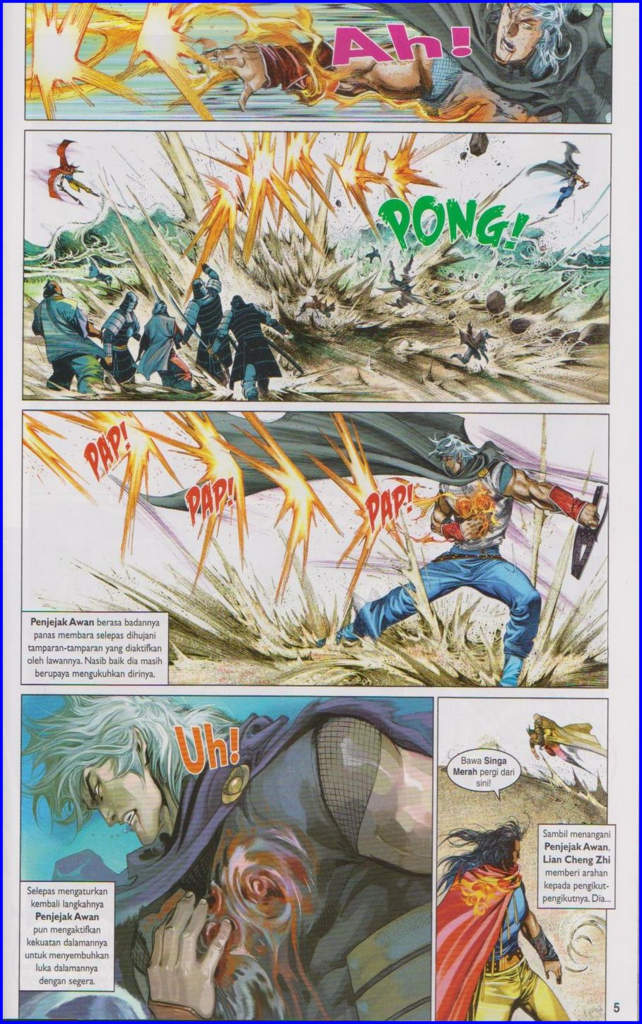 Ah!
PONG!
PAP!
PAP!
PAP!
Penjejak Awan berasa badannya
panas membara selepas dihujani
tamparan-tamparan yang diaktifkan
oleh lawannya. Nasib baik dia masih
berupaya mengukuhkan dirinya.
Uh!
Selepas mengaturkan
kembali langkahnya
Penjejak Awan
pun mengaktifkan
kekuatan dalamannya
untuk menyembuhkan
luka dalamannya
dengan segera.
Bawa Singa
Merah pergi dari
sini!
Sambil menangani
Penjejak Awan,
Lian Cheng Zhi
memberi arahan
kepada pengikut-
pengikutnya. Dia...
5